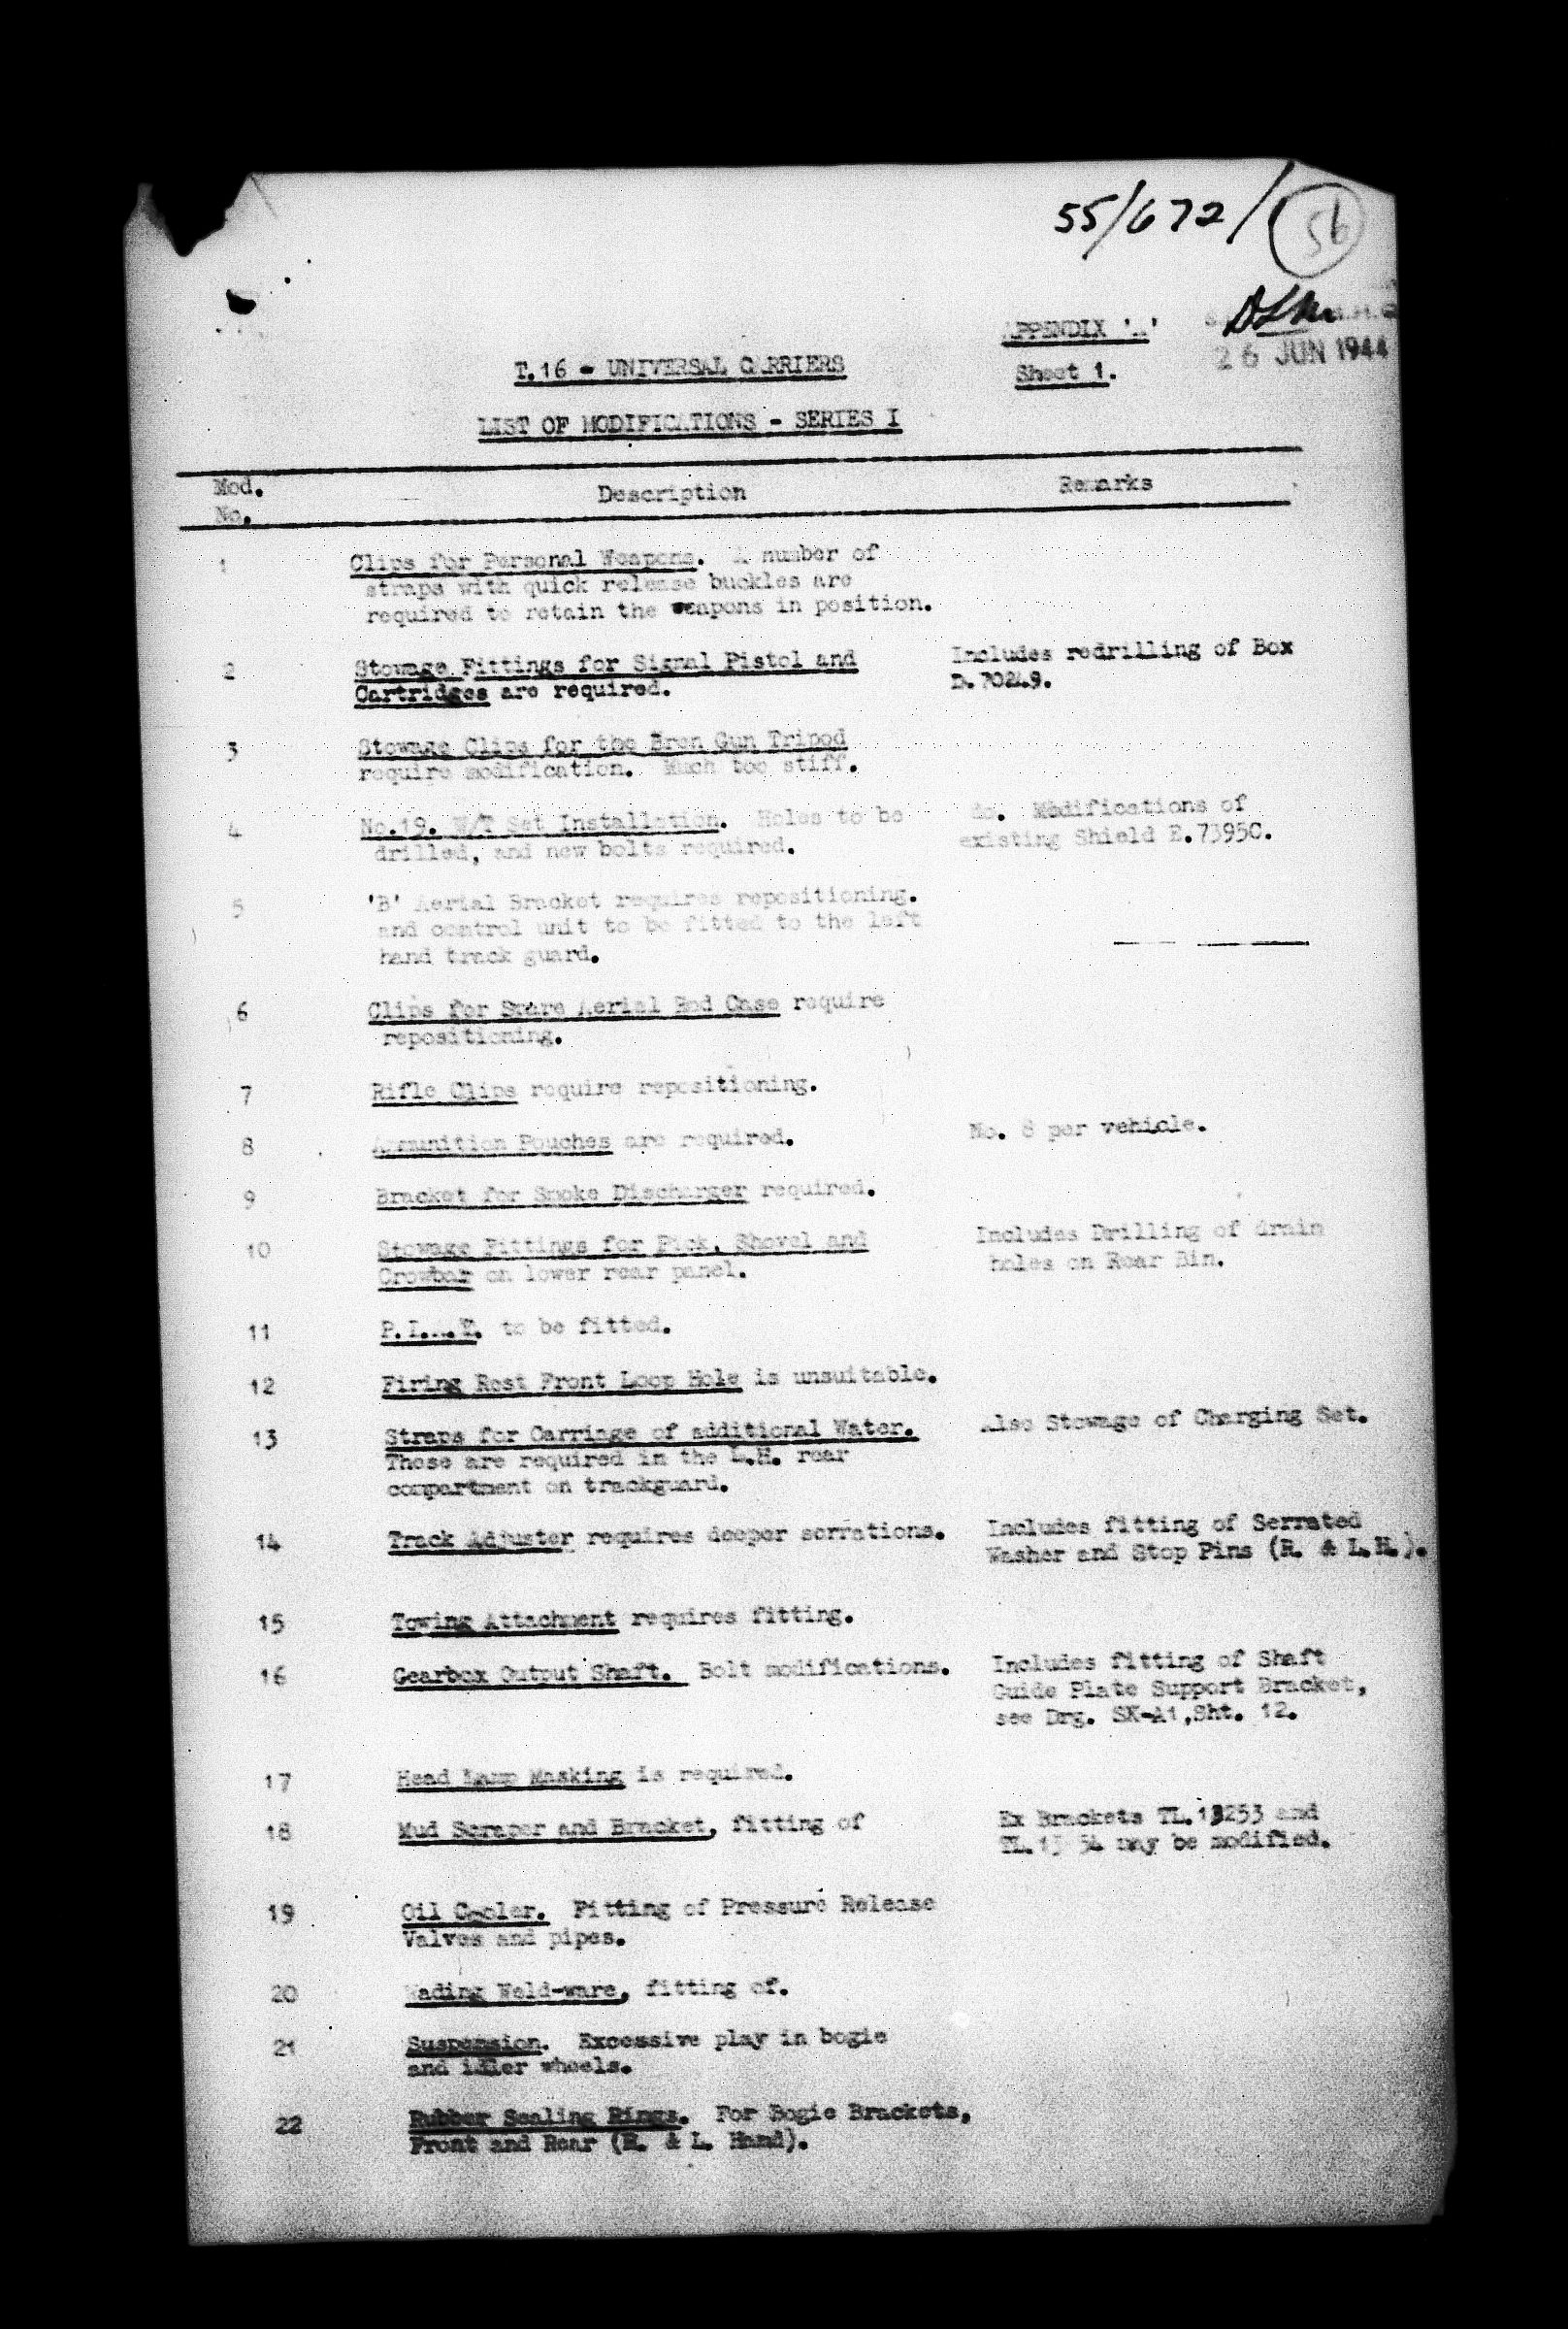 55/672/ 56
APPENDIX
26 JUN 1944
T.16 - UNIVERSAL CARRIERS
Sheet 1.
LIST OF MODIFICATIONS - SERIES I
Mod. No. Description Remarks
1 Clips for Personal Weapons. A number of
straps with quick release buckles are
required to retain the weapons in position.
2 Stowage Fittings for Signal Pistol and Includes redrilling of Box
Cartridges are required. D.70249.
3 Stowage Clips for the Bren Gun Tripod
require modification. Much too stiff.
4 No.19. W/T Set Installation. Holes to be do. Modifications of
drilled, and new bolts required. existing Shield E.7395C.
5 'B' Aerial Bracket requires repositioning.
and control unit to be fitted to the left
hand track guard.
6 Clips for Spare Aerial Rod Case require
repositioning.
7 Rifle Clips require repositioning.
8 Ammunition Pouches are required. No. 8 per vehicle.
9 Bracket for Smoke Discharger required.
10 Stowage Fittings for Pick, Shovel and Includes Drilling of drain
Crowbar on lower rear panel. holes on Rear Bin.
11 P.I.A.T. to be fitted.
12 Firing Rest Front Loop Hole is unsuitable.
13 Straps for Carriage of additional Water. Also Stowage of Charging Set.
These are required in the L.H. rear
compartment on trackguard.
14 Track Adjuster requires deeper serrations. Includes fitting of Serrated
Washer and Stop Pins (R. & L.H.).
15 Towing Attachment requires fitting.
16 Gearbox Output Shaft. Bolt modifications. Includes fitting of Shaft
Guide Plate Support Bracket,
see Drg. SK-A1,Sht. 12.
17 Head Lamp Masking is required.
18 Mud Scraper and Bracket, fitting of Ex Brackets TL.13253 and
TL.13 54 may be modified.
19 Oil Cooler. Fitting of Pressure Release
Valves and pipes.
20 Wading Weld-ware, fitting of.
21 Suspension. Excessive play in bogie
and idler wheels.
22 Rubber Sealing Rings. For Bogie Brackets,
Front and Rear (R. & L. Hand).